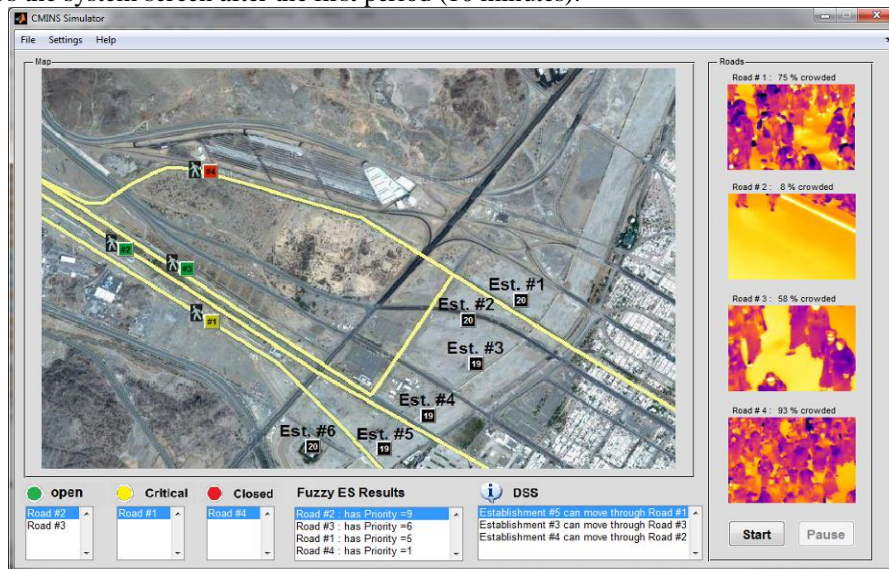 s the system screen after the first period (10 minutes).
CMINS Simulator
File Settings Help
Map
#4
#2
#3
#1
Est. #1
20
Est. #2
20
Est. #3
19
Est. #4
19
Est. #5
19
Est. #6
20
Roads
Road # 1 : 75 % crowded
Road # 2 : 8 % crowded
Road # 3 : 58 % crowded
Road # 4 : 93 % crowded
open
Road #2
Road #3
Critical
Road #1
Closed
Road #4
Fuzzy ES Results
Road #2 : has Priority =9
Road #3 : has Priority =6
Road #1 : has Priority =5
Road #4 : has Priority =1
DSS
Establishment #5 can move through Road #1
Establishment #3 can move through Road #3
Establishment #4 can move through Road #2
Start
Pause